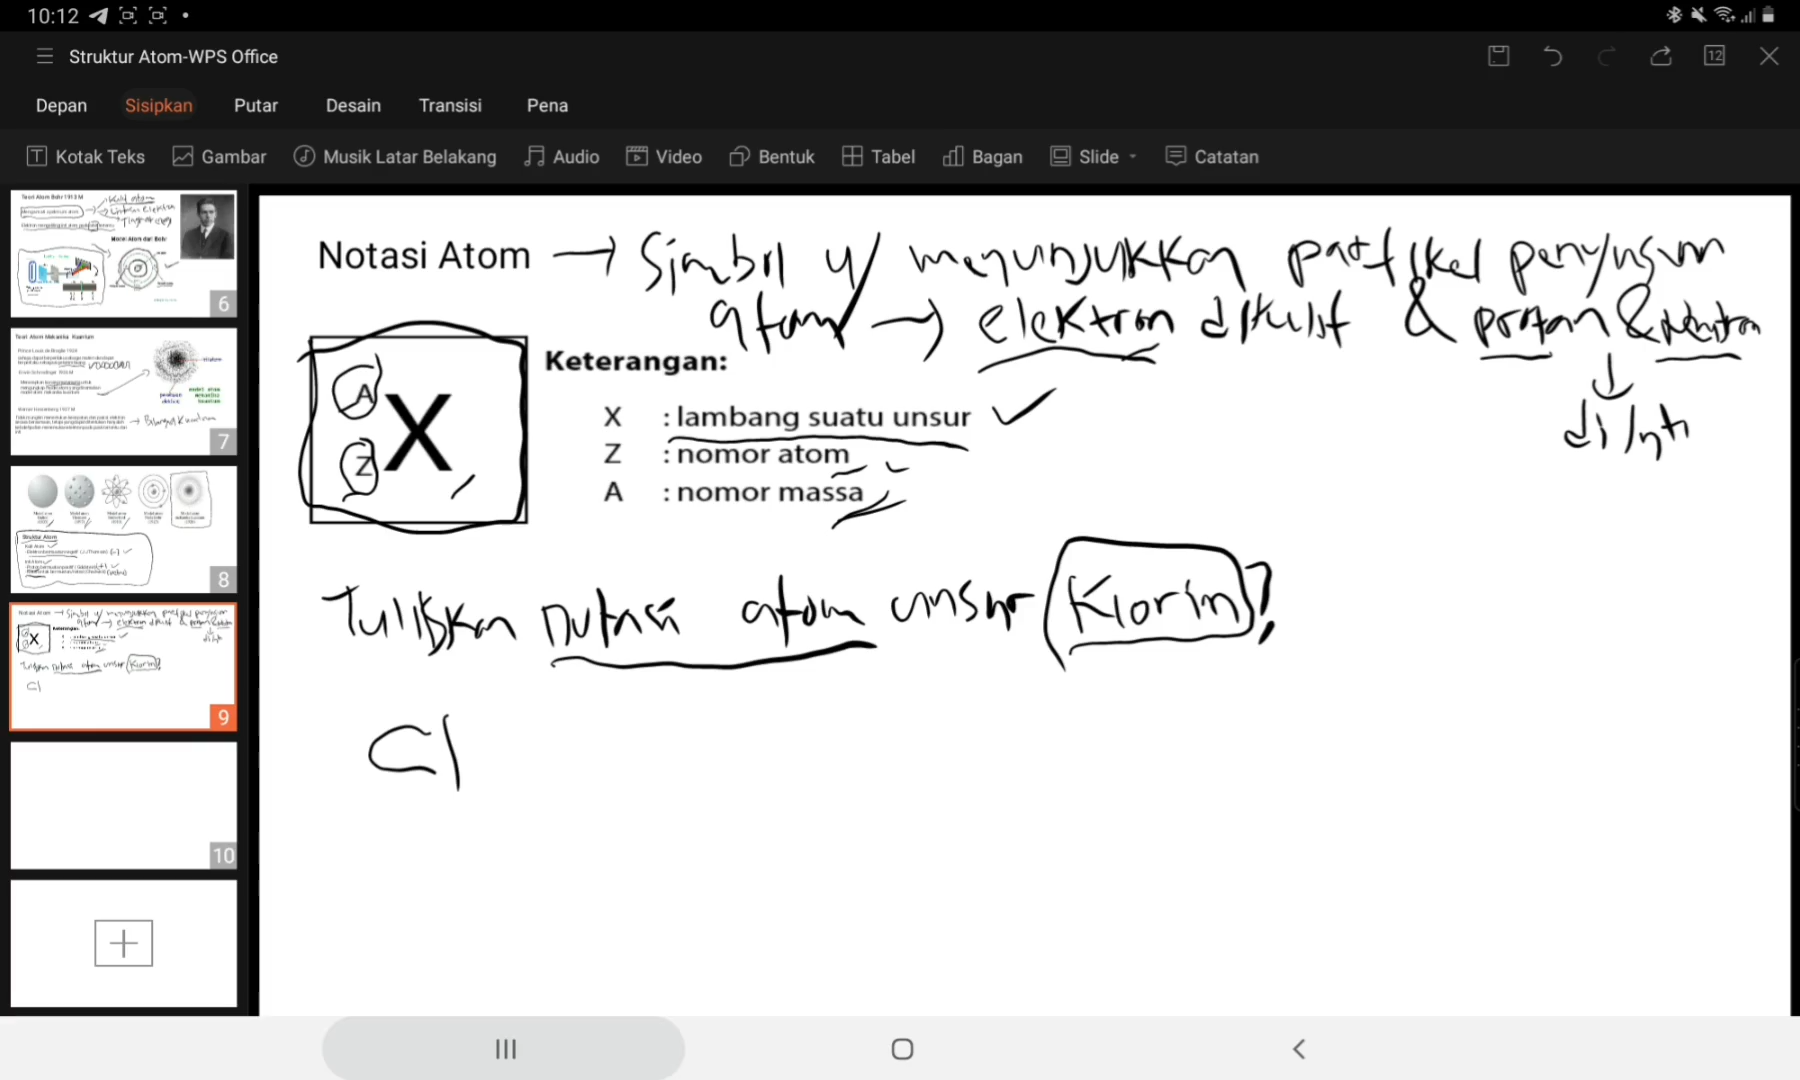 10:12
Struktur Atom-WPS Office
12
Depan Sisipkan Putar Desain Transisi Pena
Kotak Teks Gambar Musik Latar Belakang Audio Video Bentuk Tabel Bagan Slide Catatan
6
7
8
9
10
Notasi Atom → Simbol u/ menunjukkan partikel penyusun
atom → elektron dikulit & proton & neutron
↓
di inti
A
X
Z
Keterangan:
X : lambang suatu unsur
Z : nomor atom
A : nomor massa
Tuliskan notasi atom unsur Klorin!
Cl